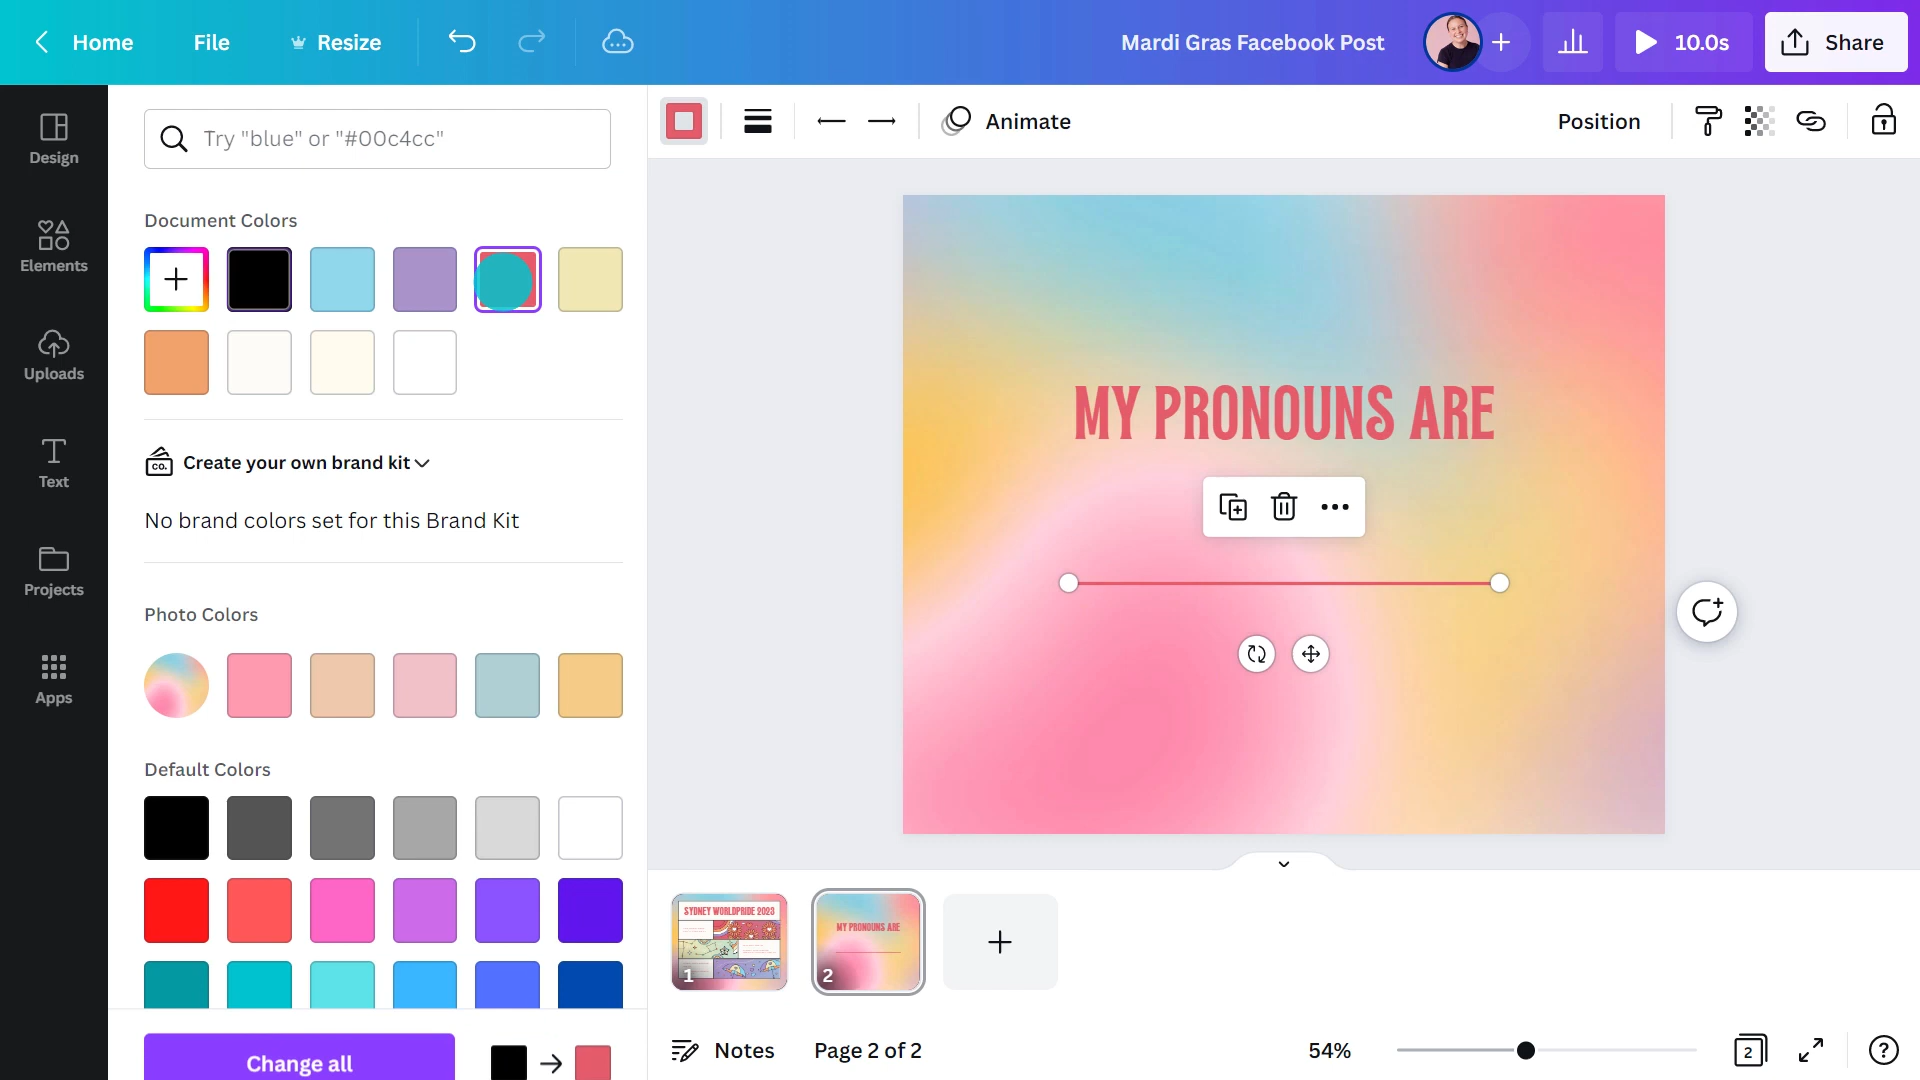 Home
File
Resize
Mardi Gras Facebook Post
10.0s
Share
Design
Elements
Uploads
Text
Projects
Apps
Try "blue" or "#00c4cc"
Document Colors
CO.
Create your own brand kit
No brand colors set for this Brand Kit
Photo Colors
Default Colors
Change all
Animate
Position
MY PRONOUNS ARE
SYDNEY WORLDPRIDE 2023
1
MY PRONOUNS ARE
2
Notes
Page 2 of 2
54%
2
?